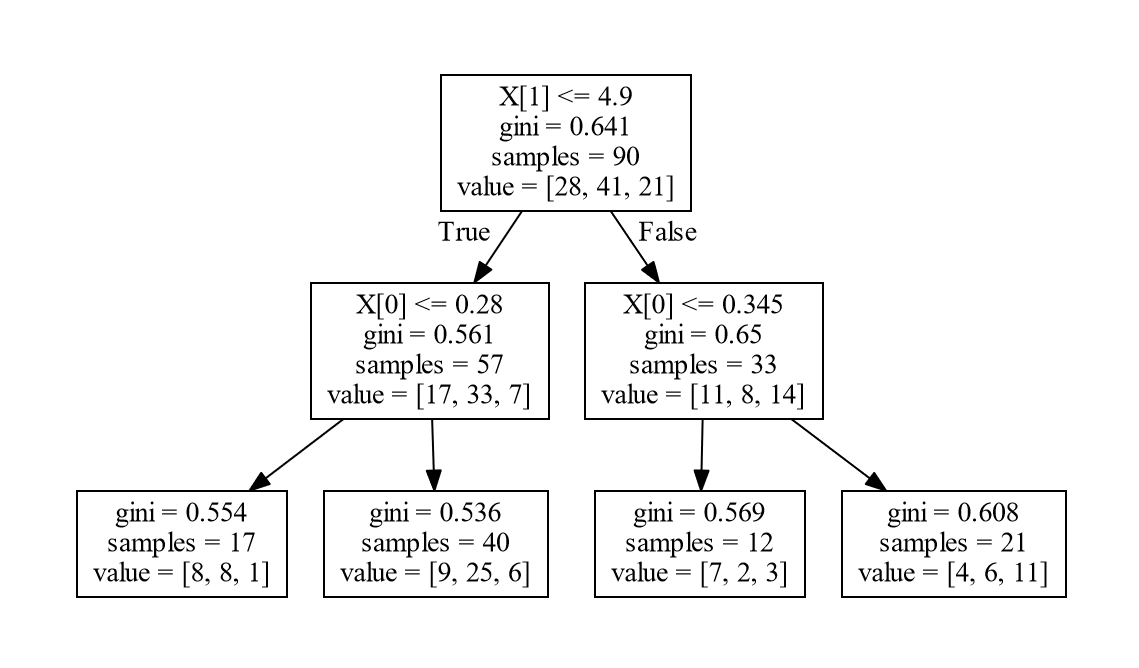 X[1] <= 4.9
gini = 0.641
samples = 90
value = [28, 41, 21]
True
False
X[0] <= 0.28
gini = 0.561
samples = 57
value = [17, 33, 7]
X[0] <= 0.345
gini = 0.65
samples = 33
value = [11, 8, 14]
gini = 0.554
samples = 17
value = [8, 8, 1]
gini = 0.536
samples = 40
value = [9, 25, 6]
gini = 0.569
samples = 12
value = [7, 2, 3]
gini = 0.608
samples = 21
value = [4, 6, 11]